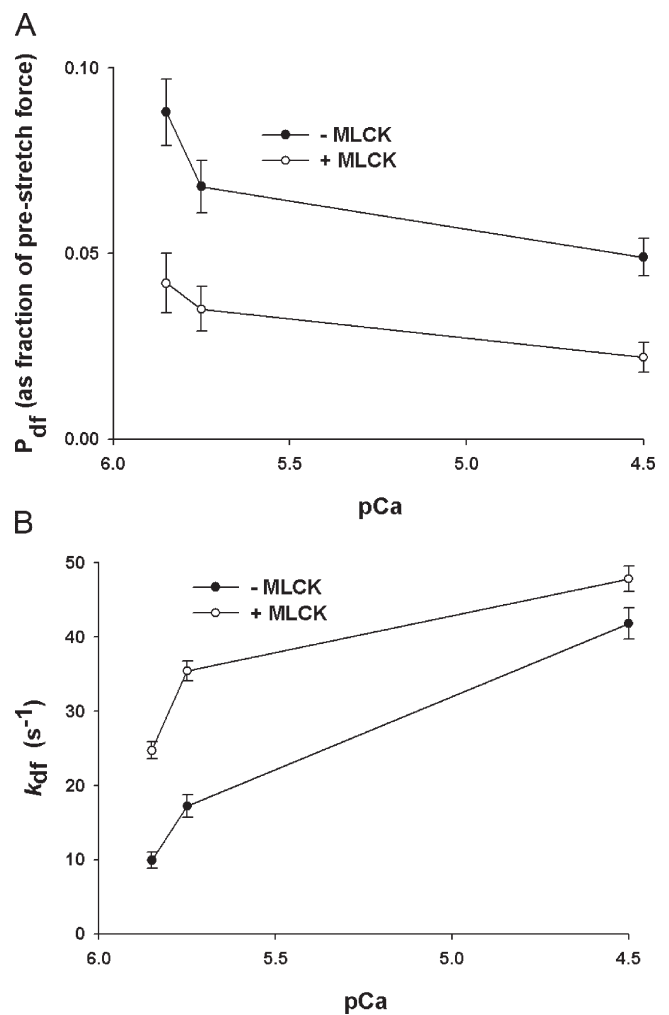 A
P_df (as fraction of pre-stretch force)
0.10
0.05
0.00
- MLCK
+ MLCK
6.0 5.5 5.0 4.5
pCa
B
k_df (s⁻¹)
50
40
30
20
10
0
- MLCK
+ MLCK
6.0 5.5 5.0 4.5
pCa